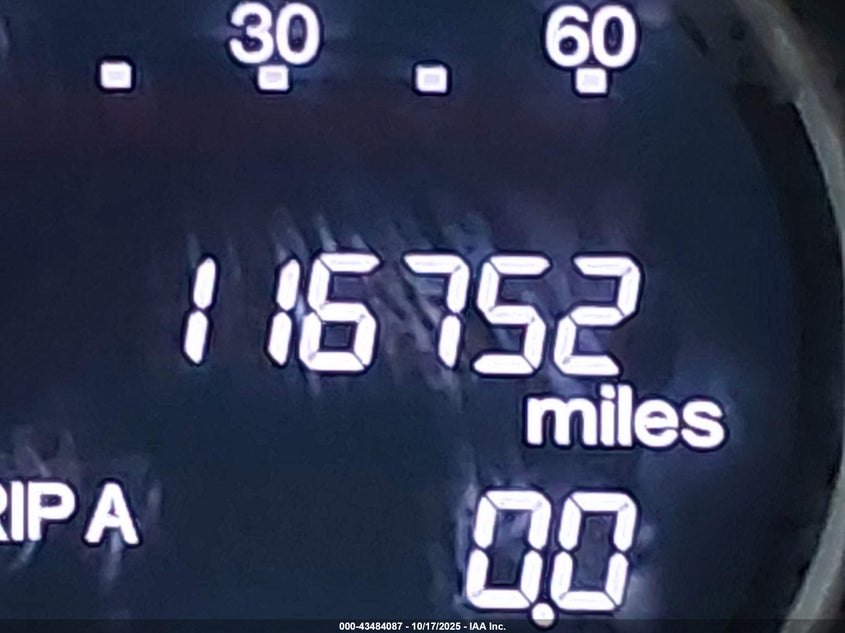 30 60
116752
miles
RIP A 0.0
000-43484087 - 10/17/2025 - IAA Inc.